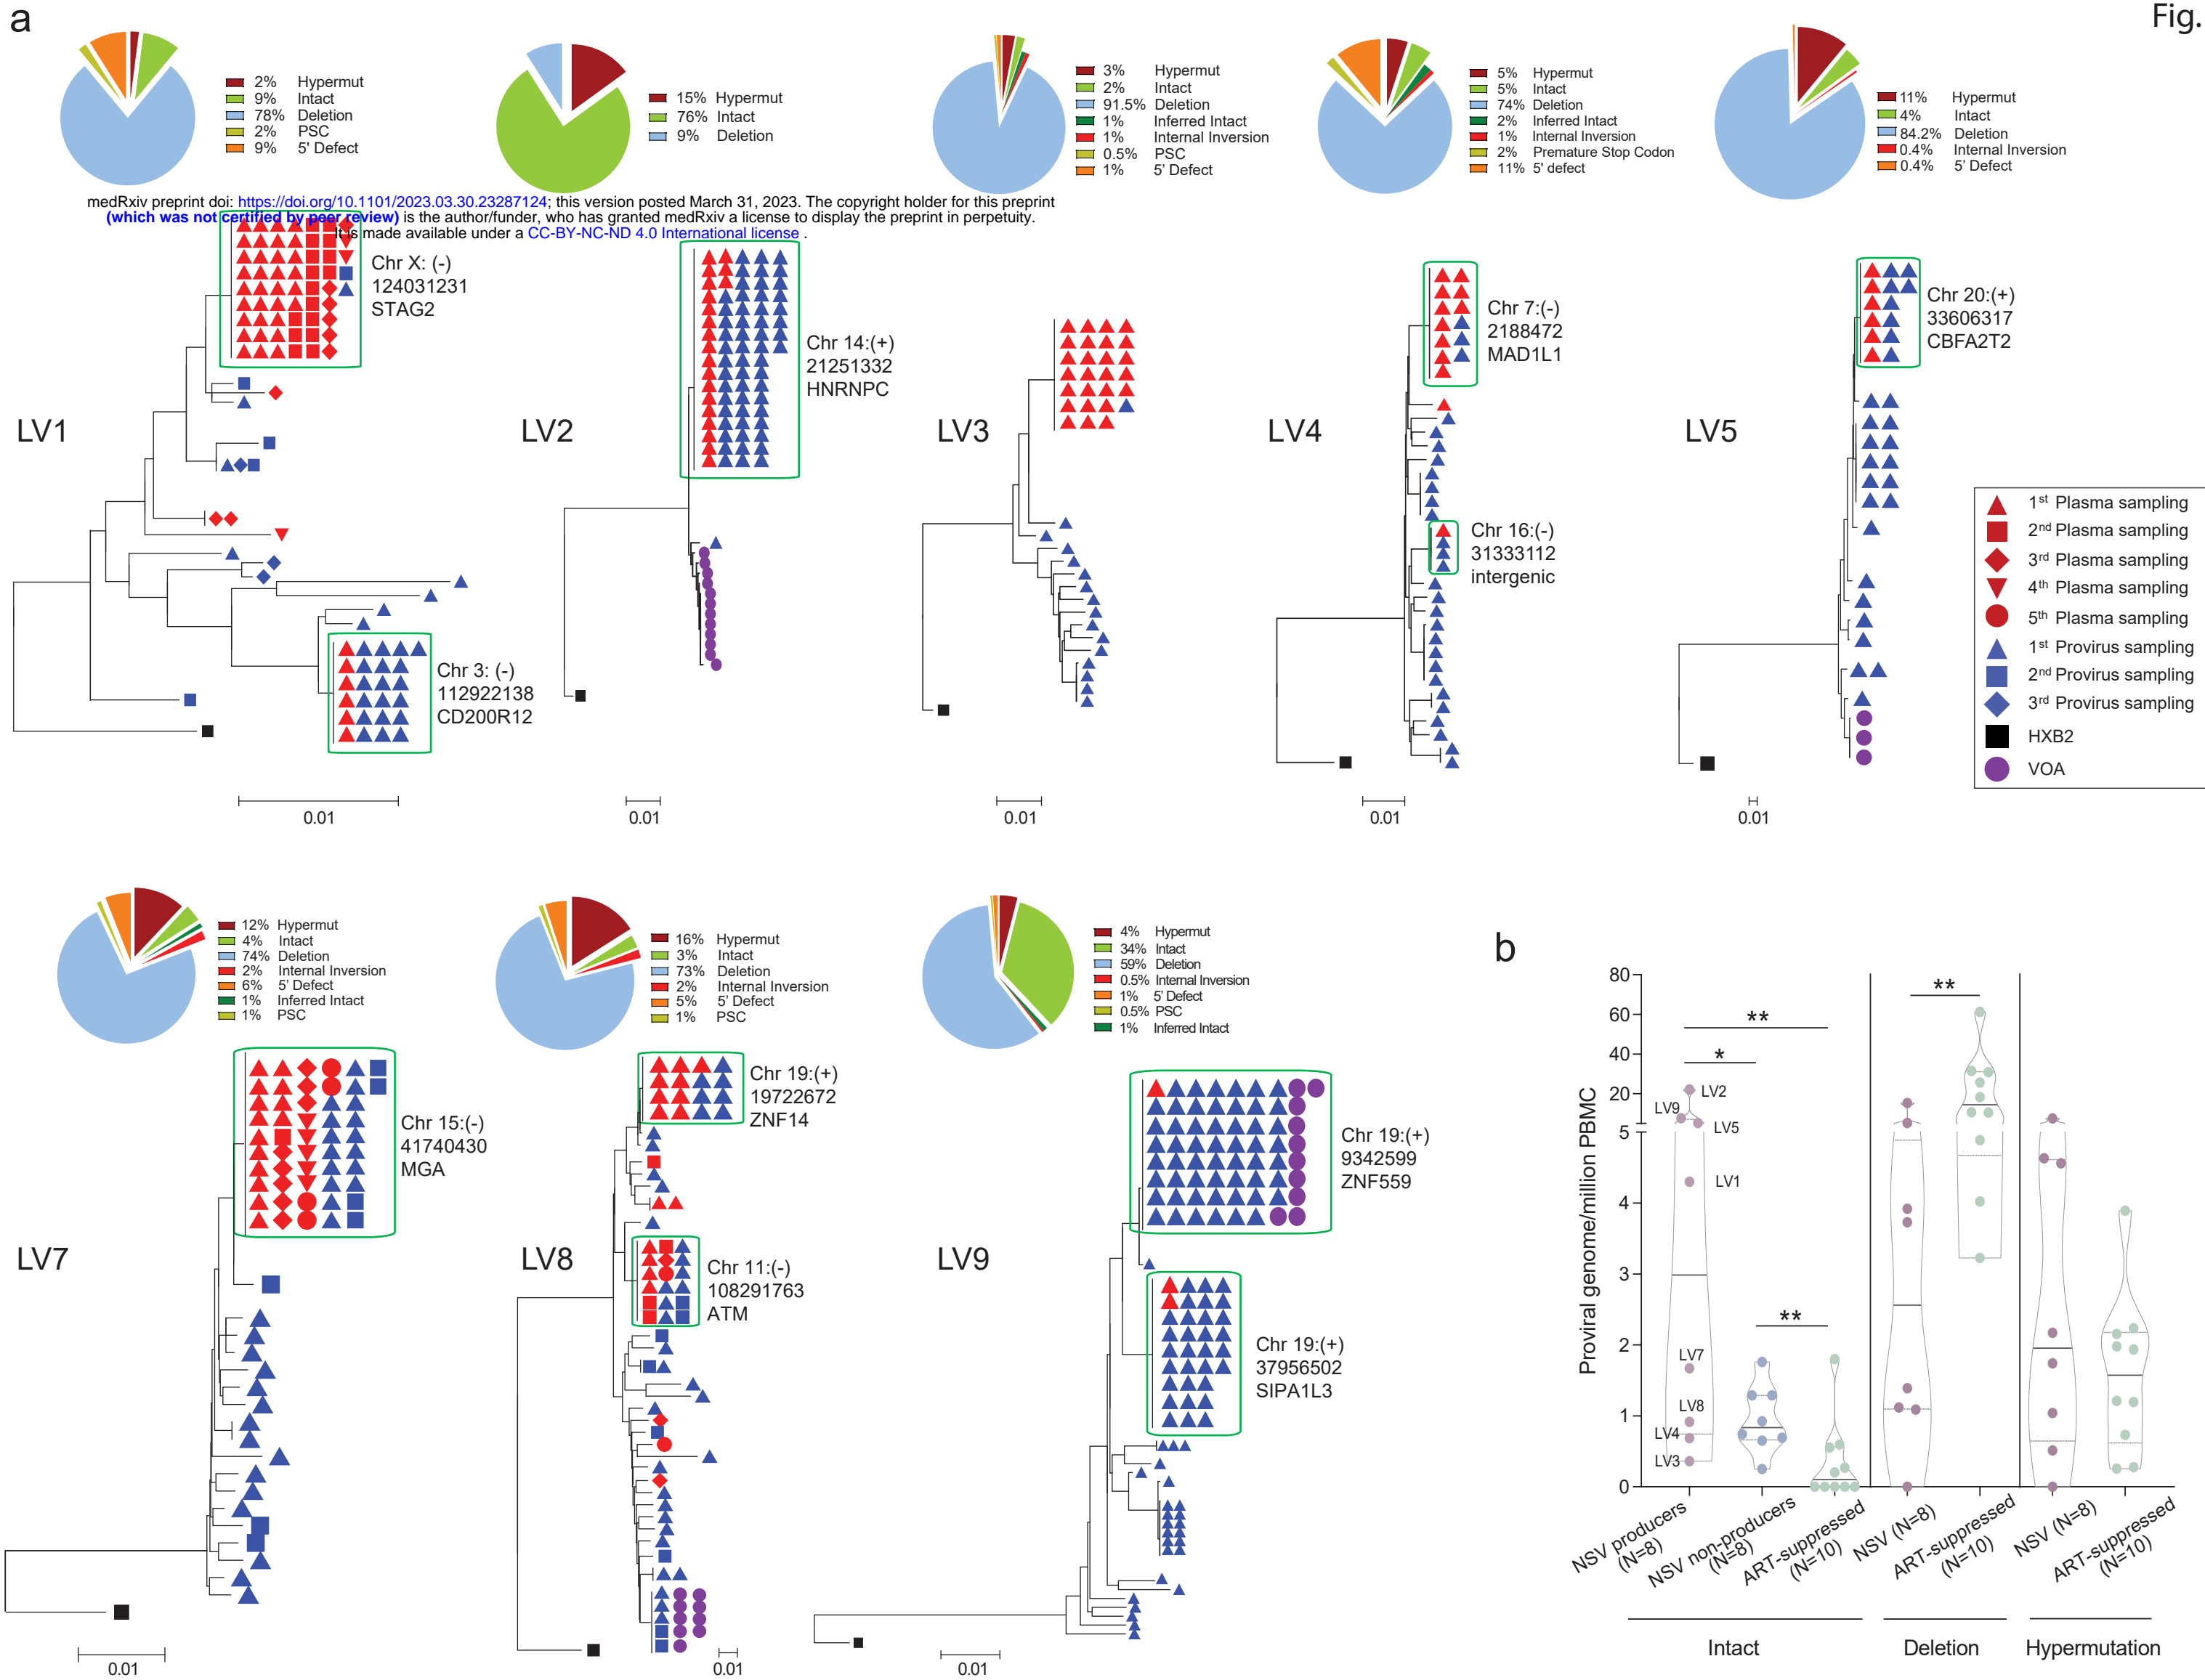 a
Fig.
2% Hypermut
9% Intact
78% Deletion
2% PSC
9% 5' Defect
15% Hypermut
76% Intact
9% Deletion
3% Hypermut
2% Intact
91.5% Deletion
1% Inferred Intact
1% Internal Inversion
0.5% PSC
1% 5' Defect
5% Hypermut
5% Intact
74% Deletion
2% Inferred Intact
1% Internal Inversion
2% Premature Stop Codon
11% 5' defect
11% Hypermut
4% Intact
84.2% Deletion
0.4% Internal Inversion
0.4% 5' Defect
medRxiv preprint doi: https://doi.org/10.1101/2023.03.30.23287124; this version posted March 31, 2023. The copyright holder for this preprint
(which was not certified by peer review) is the author/funder, who has granted medRxiv a license to display the preprint in perpetuity.
It is made available under a CC-BY-NC-ND 4.0 International license .
LV1
Chr X: (-)
124031231
STAG2
Chr 3: (-)
112922138
CD200R12
0.01
LV2
Chr 14:(+)
21251332
HNRNPC
0.01
LV3
0.01
LV4
Chr 7:(-)
2188472
MAD1L1
Chr 16:(-)
31333112
intergenic
0.01
LV5
Chr 20:(+)
33606317
CBFA2T2
0.01
1st Plasma sampling
2nd Plasma sampling
3rd Plasma sampling
4th Plasma sampling
5th Plasma sampling
1st Provirus sampling
2nd Provirus sampling
3rd Provirus sampling
HXB2
VOA
12% Hypermut
4% Intact
74% Deletion
2% Internal Inversion
6% 5' Defect
1% Inferred Intact
1% PSC
16% Hypermut
3% Intact
73% Deletion
2% Internal Inversion
5% 5' Defect
1% PSC
4% Hypermut
34% Intact
59% Deletion
0.5% Internal Inversion
1% 5' Defect
0.5% PSC
1% Inferred Intact
LV7
Chr 15:(-)
41740430
MGA
0.01
LV8
Chr 19:(+)
19722672
ZNF14
Chr 11:(-)
108291763
ATM
0.01
LV9
Chr 19:(+)
9342599
ZNF559
Chr 19:(+)
37956502
SIPA1L3
0.01
b
Proviral genome/million PBMC
80
60
40
20
5
4
3
2
1
0
**
*
**
**
LV2
LV9
LV5
LV1
LV7
LV8
LV4
LV3
NSV producers
(N=8)
NSV non-producers
(N=8)
ART-suppressed
(N=10)
NSV (N=8)
ART-suppressed
(N=10)
NSV (N=8)
ART-suppressed
(N=10)
Intact
Deletion
Hypermutation